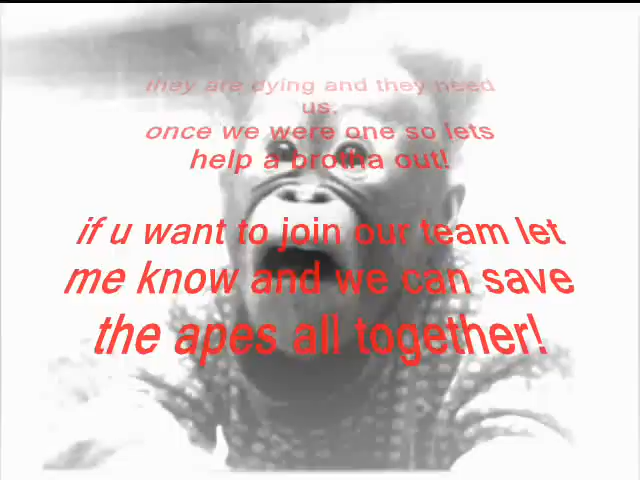 they are dying and they need
us.
once we were one so lets
help a brotha out!
if u want to join our team let
me know and we can save
the apes all together!